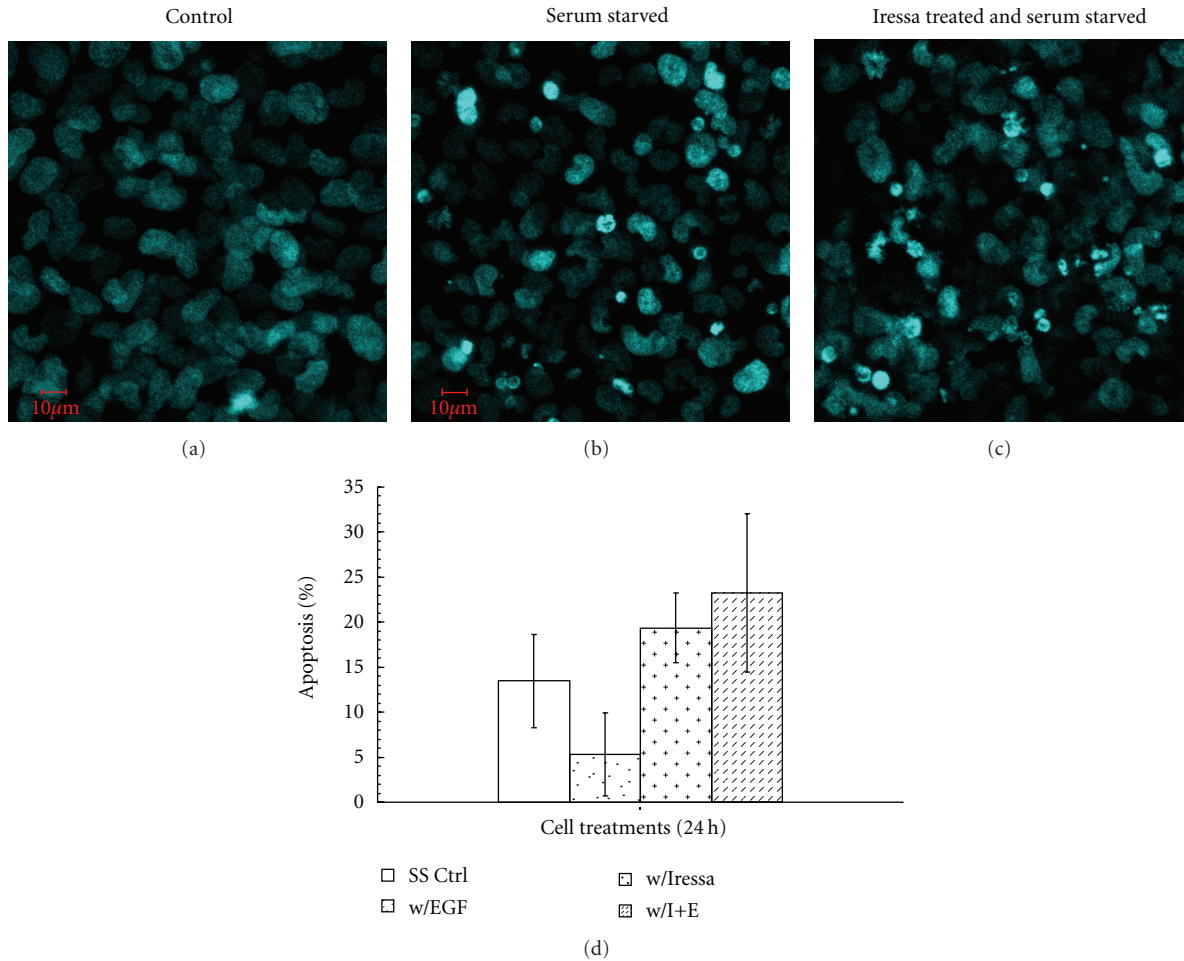 Control
Serum starved
Iressa treated and serum starved
10μm
10μm
(a)
(b)
(c)
35
30
25
20
15
10
5
0
Apoptosis (%)
Cell treatments (24 h)
SS Ctrl
w/EGF
w/Iressa
w/I+E
(d)